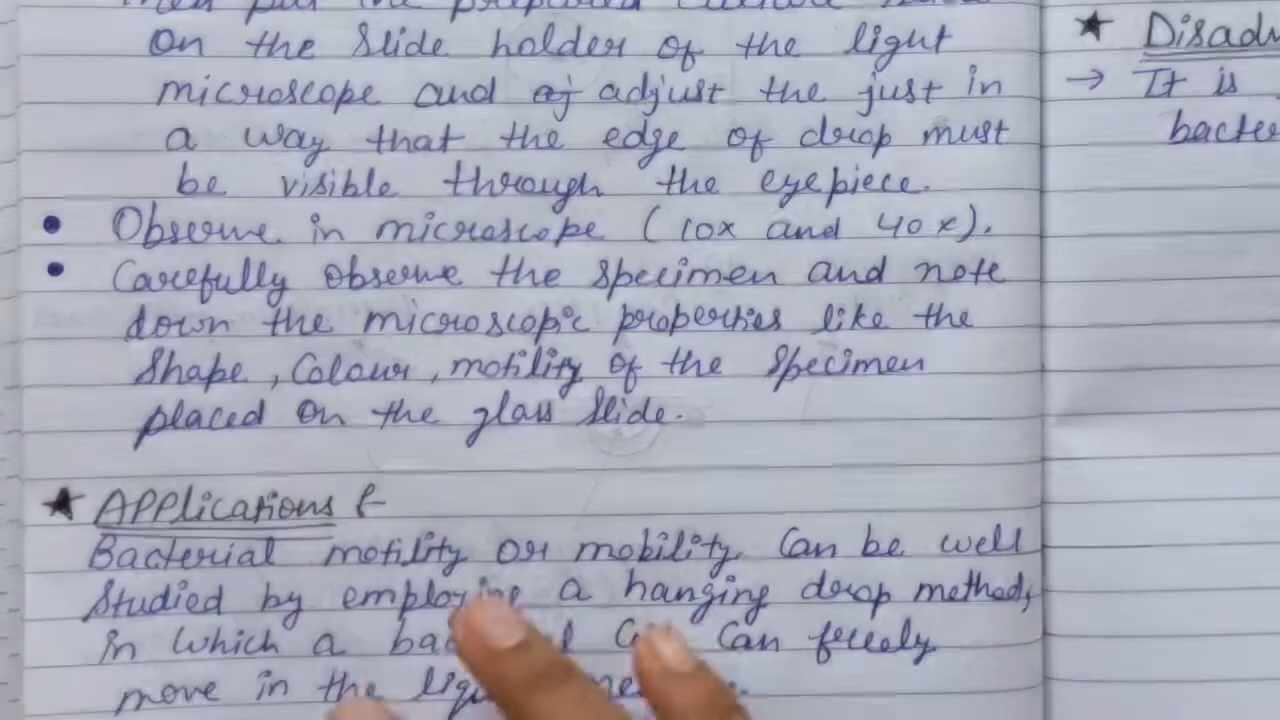 on the slide holder of the light
microscope and aj adjust the just in
a way that the edge of drop must
be visible through the eyepiece.
• Observe in microscope (10x and 40x).
• Carefully observe the specimen and note
down the microscopic properties like the
shape, colour, motility of the specimen
placed on the glass slide.
★ Applications :-
Bacterial motility or mobility can be well
studied by employing a hanging drop method,
in which a can freely
move in the
★ Disadv
→ It is
bacte